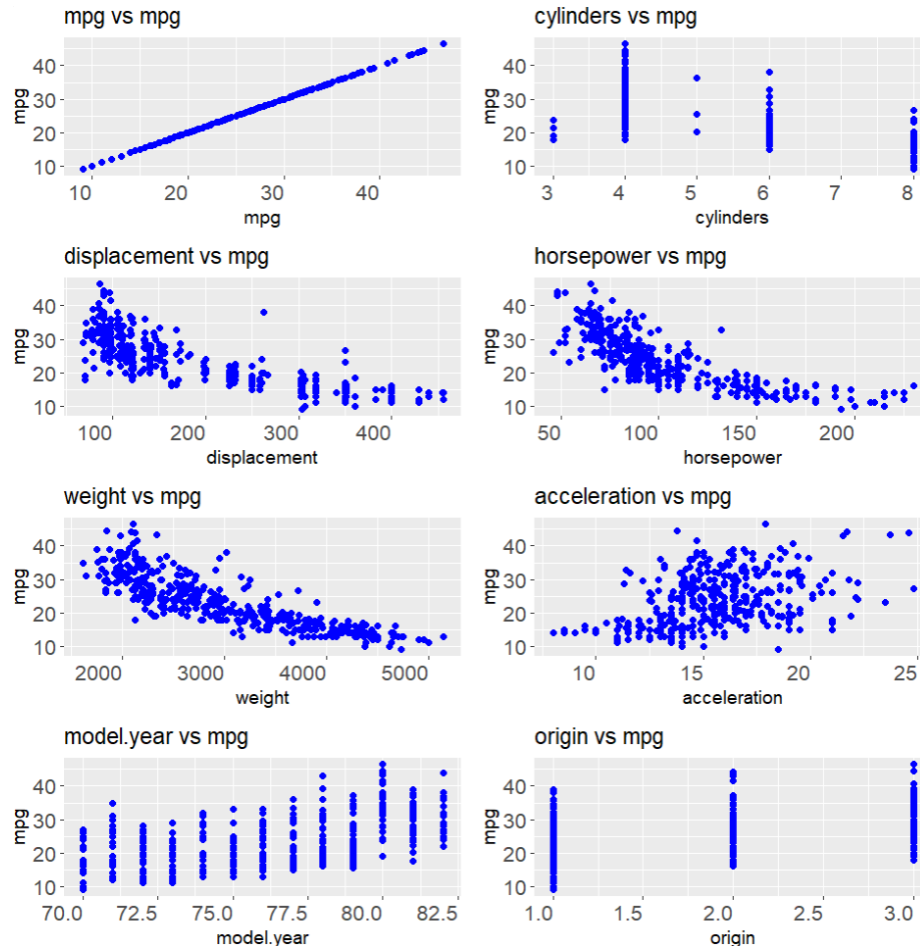 mpg vs mpg
40
30
20
10
mpg
20
40
10
30
mpg
cylinders vs mpg
40
30
20
10
mpg
3
4
5
6
7
8
cylinders
displacement vs mpg
40
30
20
10
mpg
100
200
300
400
displacement
horsepower vs mpg
40
30
20
10
mpg
50
100
150
200
horsepower
weight vs mpg
40
30
20
10
mpg
2000
3000
4000
5000
weight
acceleration vs mpg
40
30
20
10
mpg
10
15
20
25
acceleration
model.year vs mpg
40
30
20
10
mpg
70.0
72.5
75.0
77.5
80.0
82.5
model.year
origin vs mpg
40
30
20
10
mpg
1.0
1.5
2.0
2.5
3.0
origin